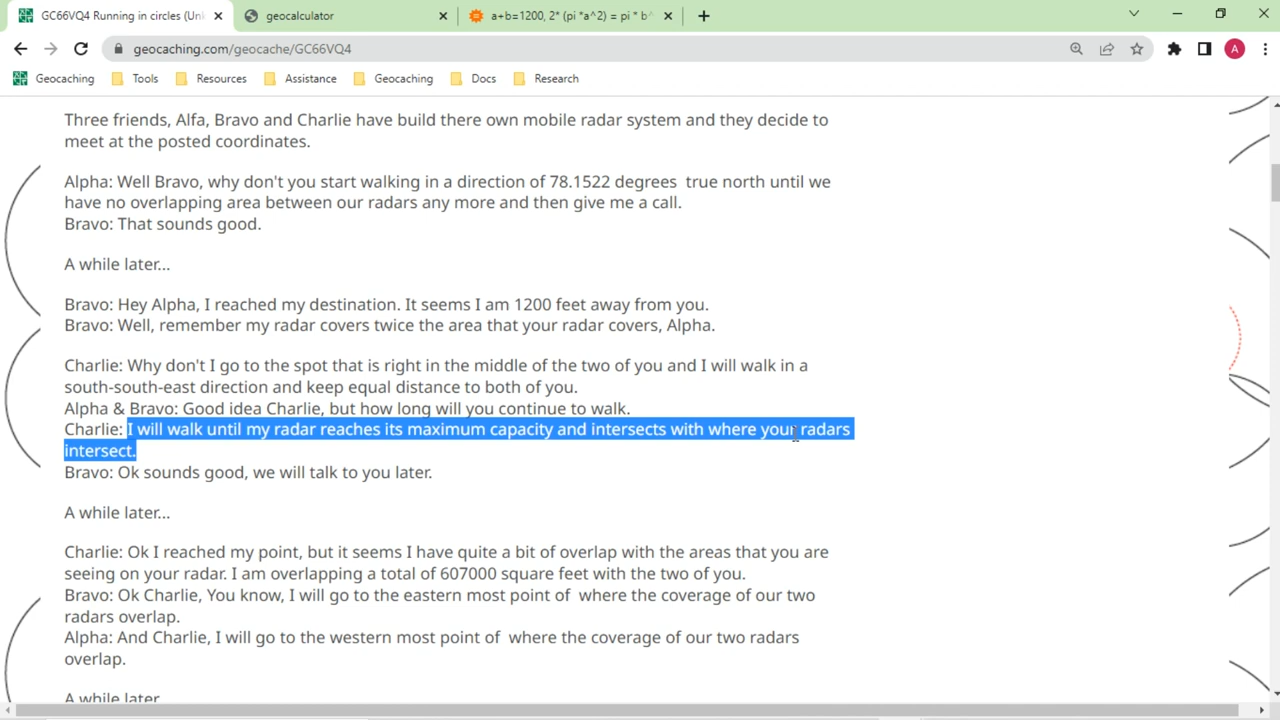 GC66VQ4 Running in circles (Unk
geocalculator
a+b=1200, 2* (pi *a^2) = pi * b^
geocaching.com/geocache/GC66VQ4
A
Geocaching
Tools
Resources
Assistance
Geocaching
Docs
Research
Three friends, Alfa, Bravo and Charlie have build there own mobile radar system and they decide to
meet at the posted coordinates.
Alpha: Well Bravo, why don't you start walking in a direction of 78.1522 degrees  true north until we
have no overlapping area between our radars any more and then give me a call.
Bravo: That sounds good.
A while later...
Bravo: Hey Alpha, I reached my destination. It seems I am 1200 feet away from you.
Bravo: Well, remember my radar covers twice the area that your radar covers, Alpha.
Charlie: Why don't I go to the spot that is right in the middle of the two of you and I will walk in a
south-south-east direction and keep equal distance to both of you.
Alpha & Bravo: Good idea Charlie, but how long will you continue to walk.
Charlie: I will walk until my radar reaches its maximum capacity and intersects with where your radars
intersect.
Bravo: Ok sounds good, we will talk to you later.
A while later...
Charlie: Ok I reached my point, but it seems I have quite a bit of overlap with the areas that you are
seeing on your radar. I am overlapping a total of 607000 square feet with the two of you.
Bravo: Ok Charlie, You know, I will go to the eastern most point of  where the coverage of our two
radars overlap.
Alpha: And Charlie, I will go to the western most point of  where the coverage of our two radars
overlap.
A while later